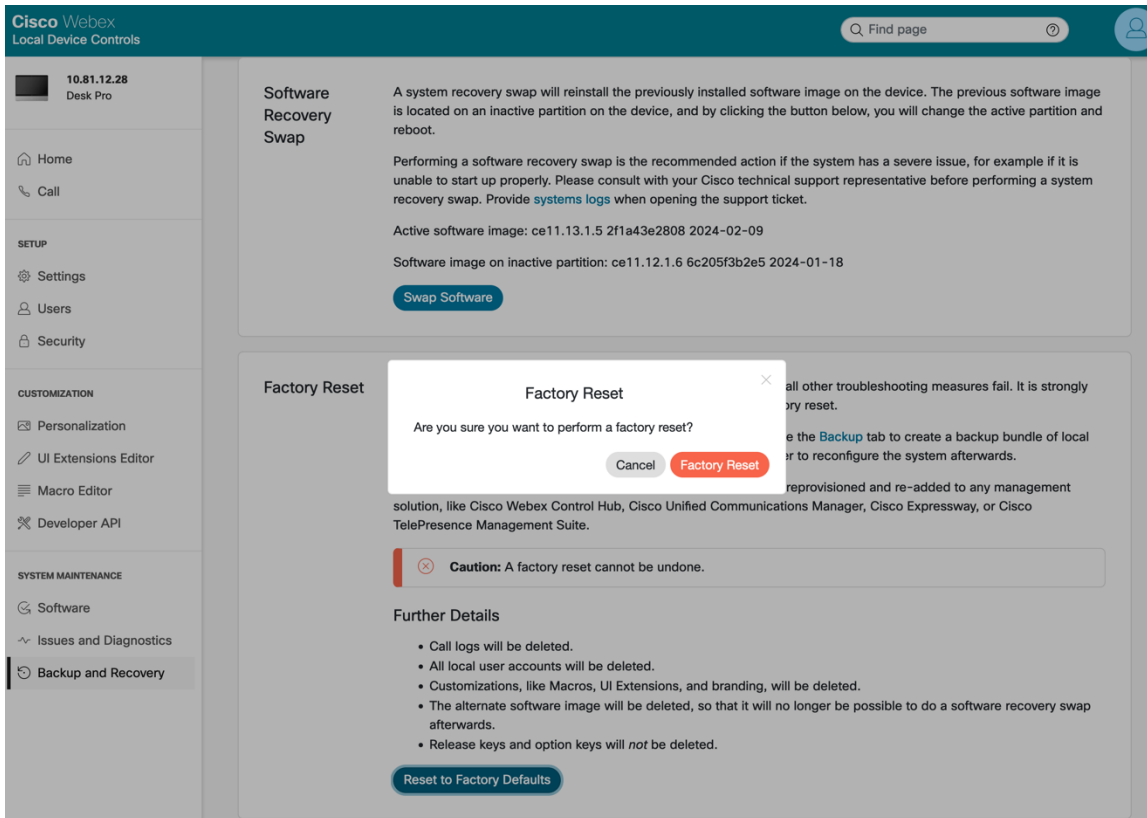 Cisco Webex
Local Device Controls
Find page
10.81.12.28
Desk Pro
Home
Call
SETUP
Settings
Users
Security
CUSTOMIZATION
Personalization
UI Extensions Editor
Macro Editor
Developer API
SYSTEM MAINTENANCE
Software
Issues and Diagnostics
Backup and Recovery
Software
Recovery
Swap
A system recovery swap will reinstall the previously installed software image on the device. The previous software image
is located on an inactive partition on the device, and by clicking the button below, you will change the active partition and
reboot.
Performing a software recovery swap is the recommended action if the system has a severe issue, for example if it is
unable to start up properly. Please consult with your Cisco technical support representative before performing a system
recovery swap. Provide systems logs when opening the support ticket.
Active software image: ce11.13.1.5 2f1a43e2808 2024-02-09
Software image on inactive partition: ce11.12.1.6 6c205f3b2e5 2024-01-18
Swap Software
Factory Reset
all other troubleshooting measures fail. It is strongly
ory reset.
e the Backup tab to create a backup bundle of local
er to reconfigure the system afterwards.
reprovisioned and re-added to any management
solution, like Cisco Webex Control Hub, Cisco Unified Communications Manager, Cisco Expressway, or Cisco
TelePresence Management Suite.
Factory Reset
Are you sure you want to perform a factory reset?
Cancel
Factory Reset
Caution: A factory reset cannot be undone.
Further Details
• Call logs will be deleted.
• All local user accounts will be deleted.
• Customizations, like Macros, UI Extensions, and branding, will be deleted.
• The alternate software image will be deleted, so that it will no longer be possible to do a software recovery swap
afterwards.
• Release keys and option keys will not be deleted.
Reset to Factory Defaults